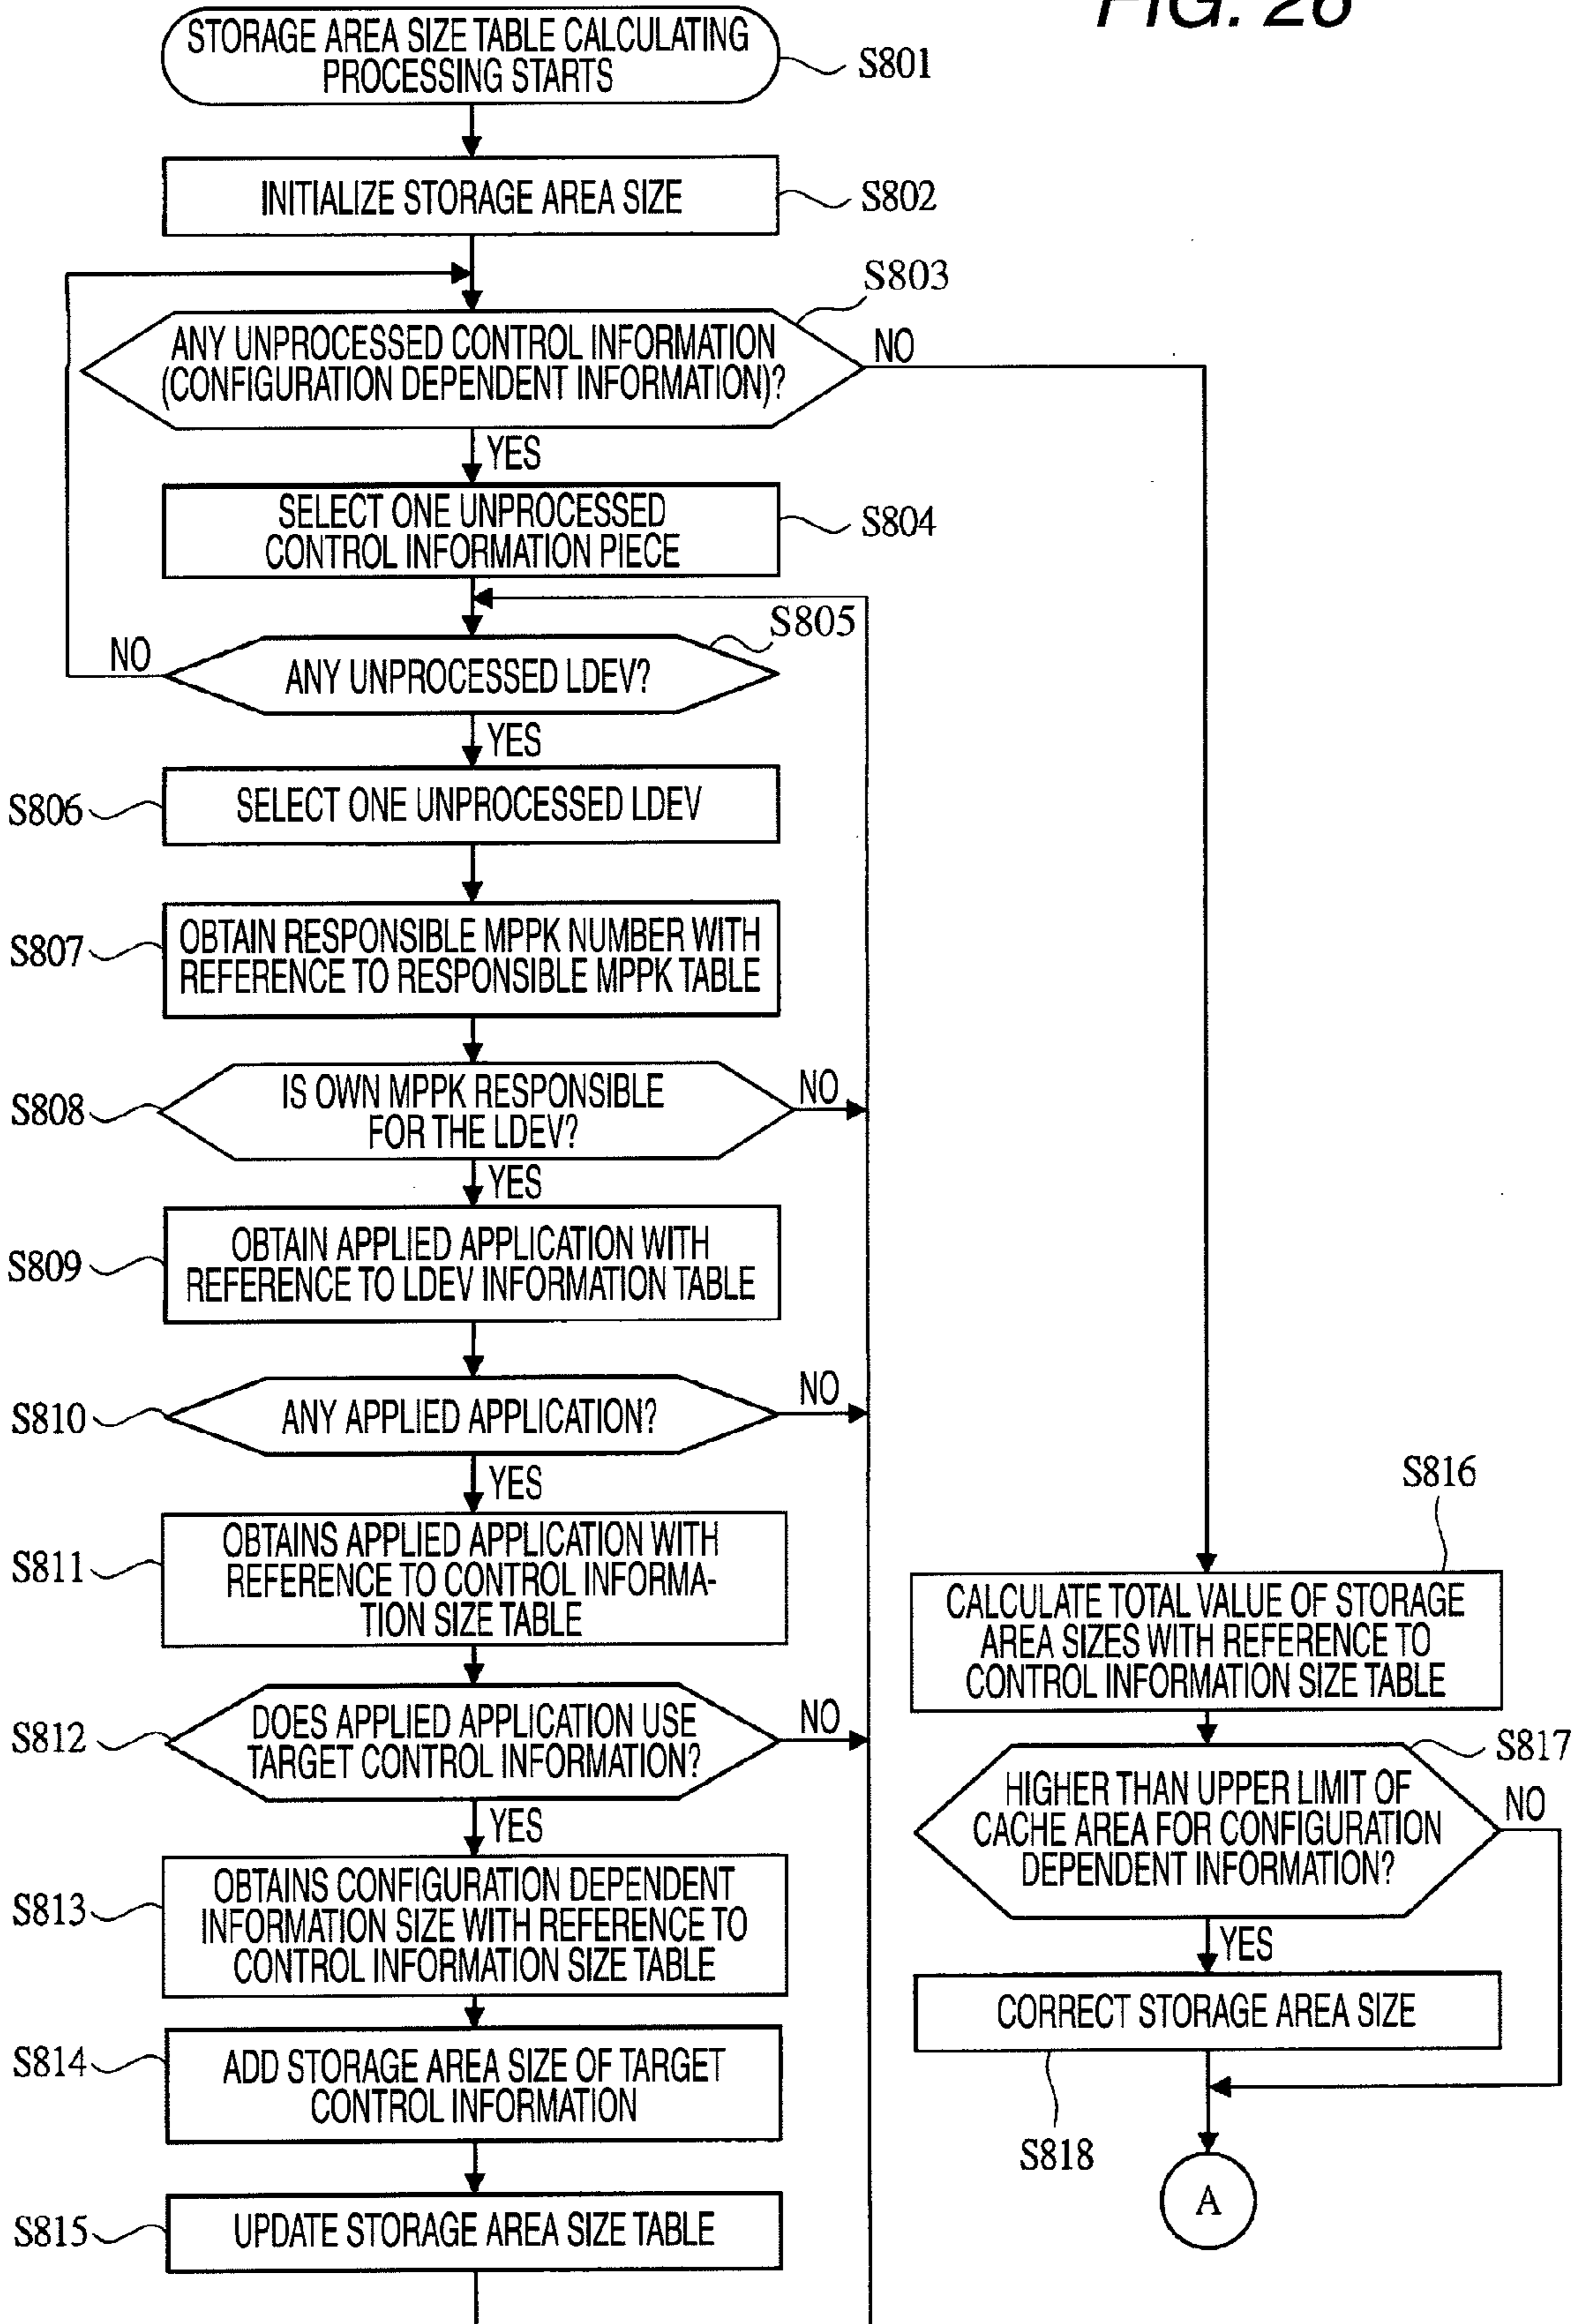 FIG. 26
STORAGE AREA SIZE TABLE CALCULATING
PROCESSING STARTS
S801
INITIALIZE STORAGE AREA SIZE
S802
S803
ANY UNPROCESSED CONTROL INFORMATION
(CONFIGURATION DEPENDENT INFORMATION)?
NO
YES
SELECT ONE UNPROCESSED
CONTROL INFORMATION PIECE
S804
S805
NO
ANY UNPROCESSED LDEV?
YES
S806
SELECT ONE UNPROCESSED LDEV
S807
OBTAIN RESPONSIBLE MPPK NUMBER WITH
REFERENCE TO RESPONSIBLE MPPK TABLE
S808
IS OWN MPPK RESPONSIBLE
FOR THE LDEV?
NO
YES
S809
OBTAIN APPLIED APPLICATION WITH
REFERENCE TO LDEV INFORMATION TABLE
S810
ANY APPLIED APPLICATION?
NO
YES
S811
OBTAINS APPLIED APPLICATION WITH
REFERENCE TO CONTROL INFORMA-
TION SIZE TABLE
S812
DOES APPLIED APPLICATION USE
TARGET CONTROL INFORMATION?
NO
YES
S813
OBTAINS CONFIGURATION DEPENDENT
INFORMATION SIZE WITH REFERENCE TO
CONTROL INFORMATION SIZE TABLE
S814
ADD STORAGE AREA SIZE OF TARGET
CONTROL INFORMATION
S815
UPDATE STORAGE AREA SIZE TABLE
S816
CALCULATE TOTAL VALUE OF STORAGE
AREA SIZES WITH REFERENCE TO
CONTROL INFORMATION SIZE TABLE
S817
HIGHER THAN UPPER LIMIT OF
CACHE AREA FOR CONFIGURATION
DEPENDENT INFORMATION?
NO
YES
CORRECT STORAGE AREA SIZE
S818
A